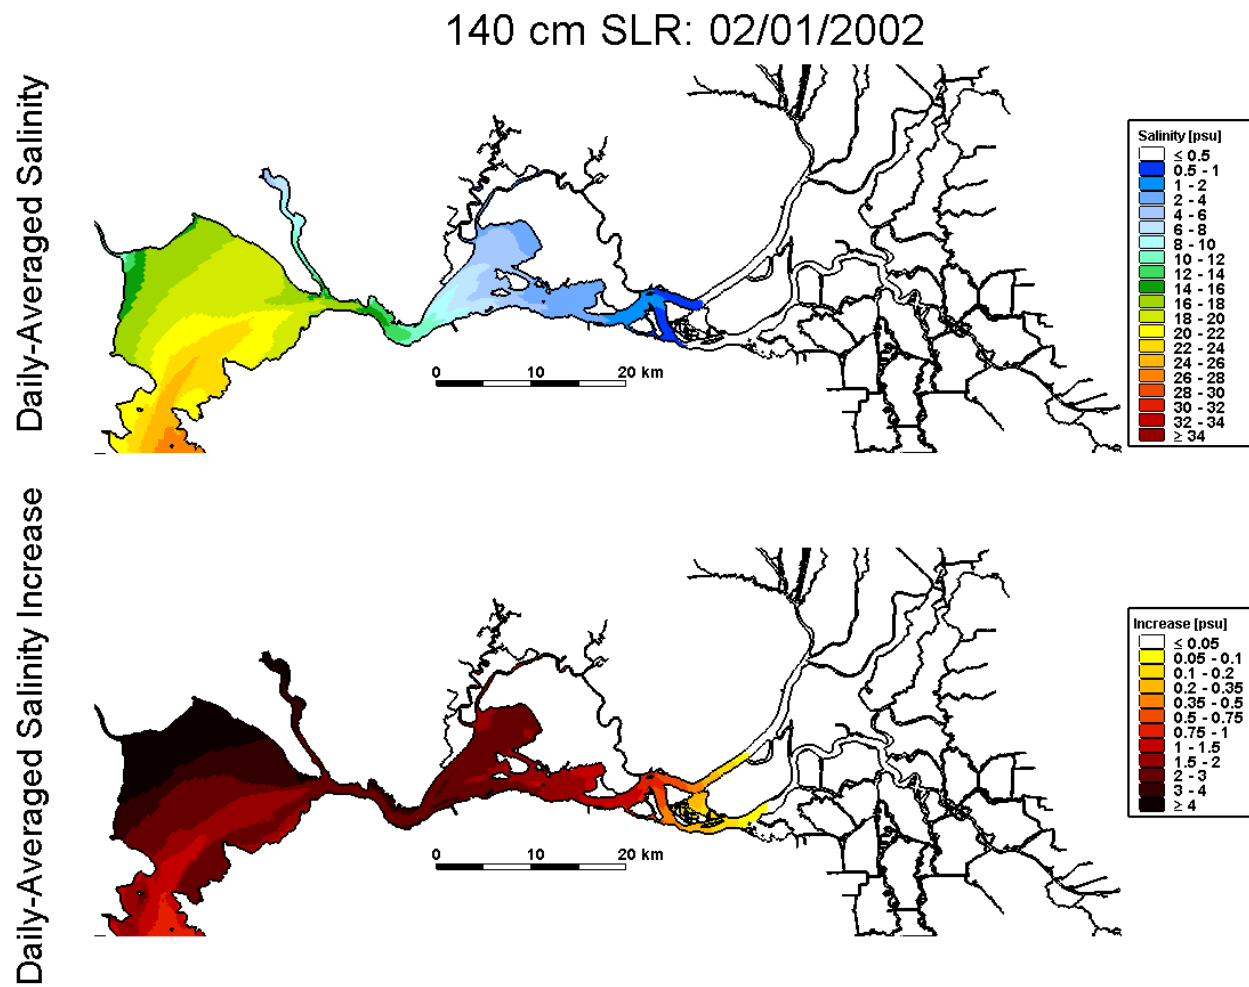 140 cm SLR: 02/01/2002
Daily-Averaged Salinity
Salinity [psu]
≤ 0.5
0.5 - 1
1 - 2
2 - 4
4 - 6
6 - 8
8 - 10
10 - 12
12 - 14
14 - 16
16 - 18
18 - 20
20 - 22
22 - 24
24 - 26
26 - 28
28 - 30
30 - 32
32 - 34
≥ 34
0 10 20 km
Daily-Averaged Salinity Increase
Increase [psu]
≤ 0.05
0.05 - 0.1
0.1 - 0.2
0.2 - 0.35
0.35 - 0.5
0.5 - 0.75
0.75 - 1
1 - 1.5
1.5 - 2
2 - 3
3 - 4
≥ 4
0 10 20 km